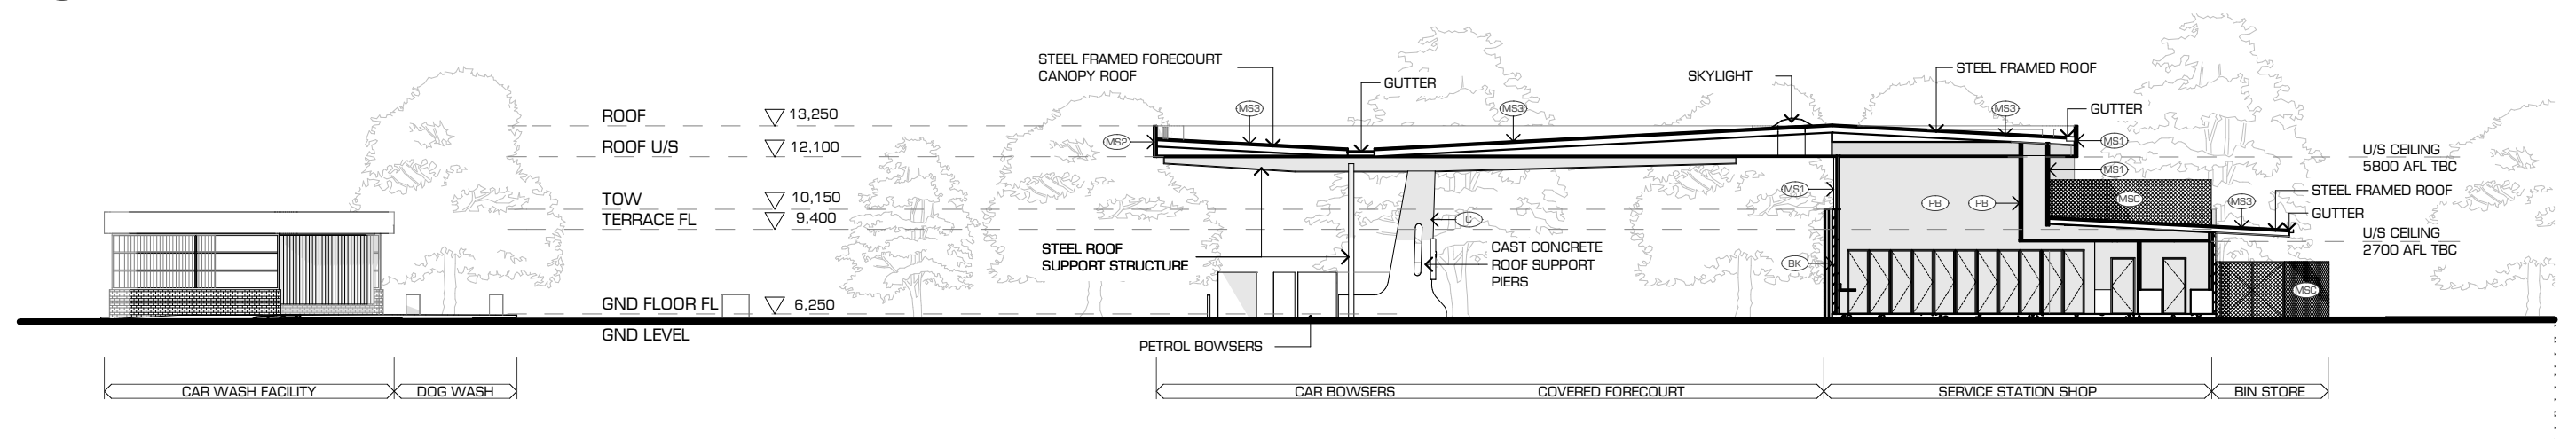 STEEL FRAMED FORECOURT
CANOPY ROOF
GUTTER
SKYLIGHT
STEEL FRAMED ROOF
MS3
MS3
MS3
GUTTER
ROOF
13,250
ROOF U/S
12,100
MS2
MS1
U/S CEILING
5800 AFL TBC
MS1
MS1
STEEL FRAMED ROOF
TOW
10,150
PB
PB
MSC
MS3
GUTTER
TERRACE FL
9,400
C
U/S CEILING
2700 AFL TBC
STEEL ROOF
SUPPORT STRUCTURE
CAST CONCRETE
ROOF SUPPORT
PIERS
BK
MSC
GND FLOOR FL
6,250
GND LEVEL
PETROL BOWSERS
CAR WASH FACILITY
DOG WASH
CAR BOWSERS
COVERED FORECOURT
SERVICE STATION SHOP
BIN STORE